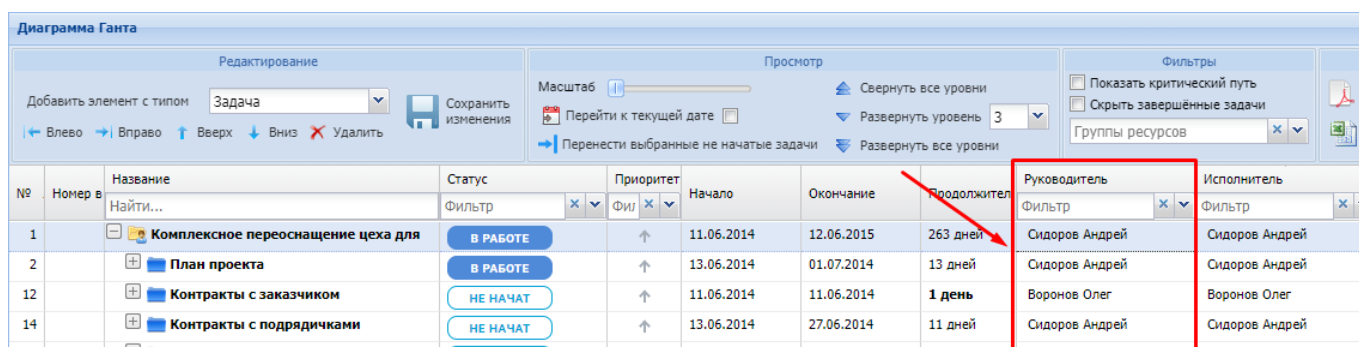 Диаграмма Ганта
Редактирование
Просмотр
Фильтры
Добавить элемент с типом Задача
Сохранить изменения
Влево Вправо Вверх Вниз Удалить
Масштаб
Перейти к текущей дате
Перенести выбранные не начатые задачи
Свернуть все уровни
Развернуть уровень 3
Развернуть все уровни
Показать критический путь
Скрыть завершённые задачи
Группы ресурсов
№ Номер в Название Статус Приоритет Начало Окончание Продолжител Руководитель Исполнитель
Найти... Фильтр Фил Фильтр Фильтр
1 Комплексное переоснащение цеха для В РАБОТЕ 11.06.2014 12.06.2015 263 дней Сидоров Андрей Сидоров Андрей
2 План проекта В РАБОТЕ 13.06.2014 01.07.2014 13 дней Сидоров Андрей Сидоров Андрей
12 Контракты с заказчиком НЕ НАЧАТ 11.06.2014 11.06.2014 1 день Воронов Олег Воронов Олег
14 Контракты с подрядичками НЕ НАЧАТ 13.06.2014 27.06.2014 11 дней Сидоров Андрей Сидоров Андрей